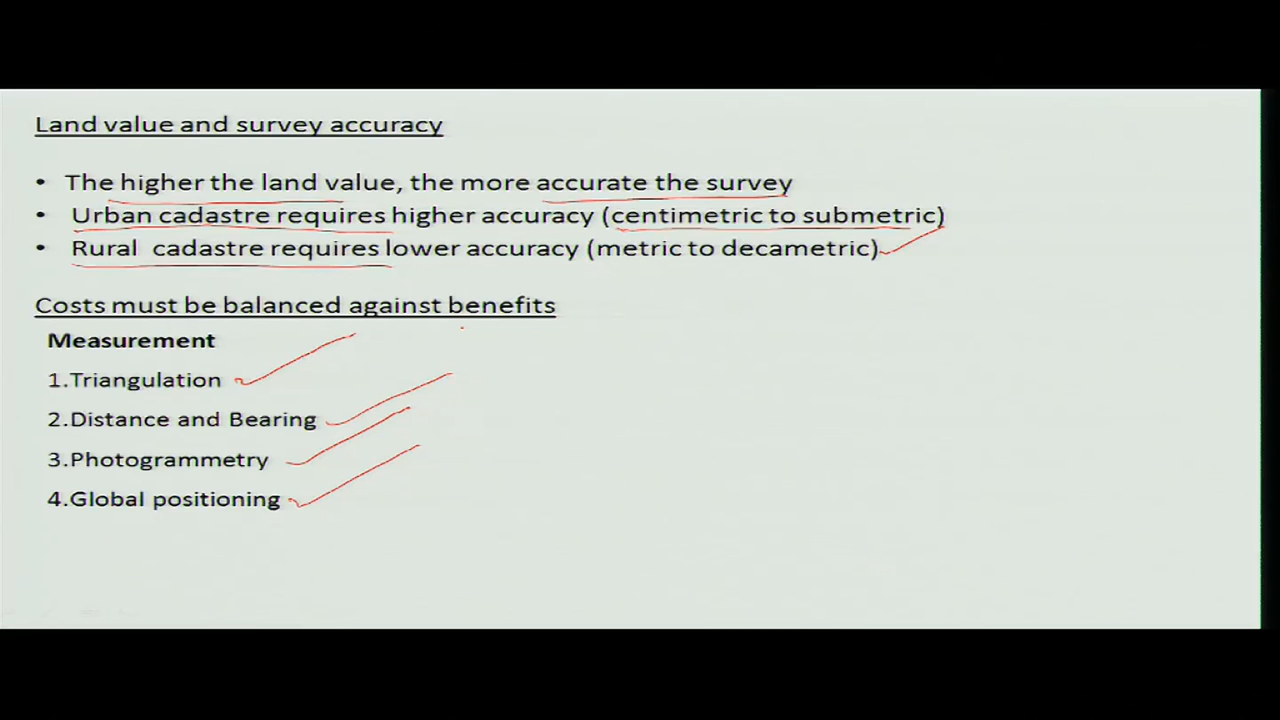 Land value and survey accuracy
• The higher the land value, the more accurate the survey
• Urban cadastre requires higher accuracy (centimetric to submetric)
• Rural cadastre requires lower accuracy (metric to decametric)
Costs must be balanced against benefits
Measurement
1.Triangulation
2.Distance and Bearing
3.Photogrammetry
4.Global positioning